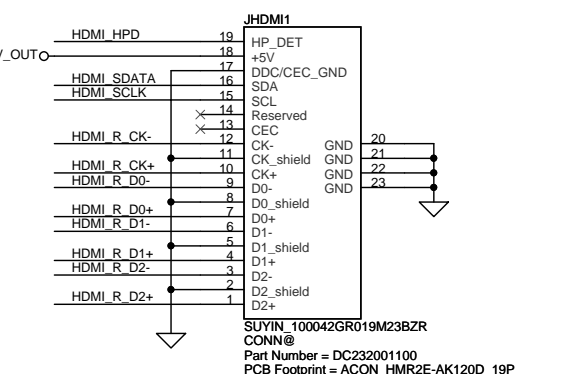 JHDMI1
HDMI_HPD 19 HP_DET
V_OUT 18 +5V
17 DDC/CEC_GND
HDMI_SDATA 16 SDA
HDMI_SCLK 15 SCL
14 Reserved
13 CEC
HDMI_R_CK- 12 CK- GND 20
11 CK_shield GND 21
HDMI_R_CK+ 10 CK+ GND 22
HDMI_R_D0- 9 D0- GND 23
8 D0_shield
HDMI_R_D0+ 7 D0+
HDMI_R_D1- 6 D1-
5 D1_shield
HDMI_R_D1+ 4 D1+
HDMI_R_D2- 3 D2-
2 D2_shield
HDMI_R_D2+ 1 D2+
SUYIN_100042GR019M23BZR
CONN@
Part Number = DC232001100
PCB Footprint = ACON_HMR2E-AK120D_19P